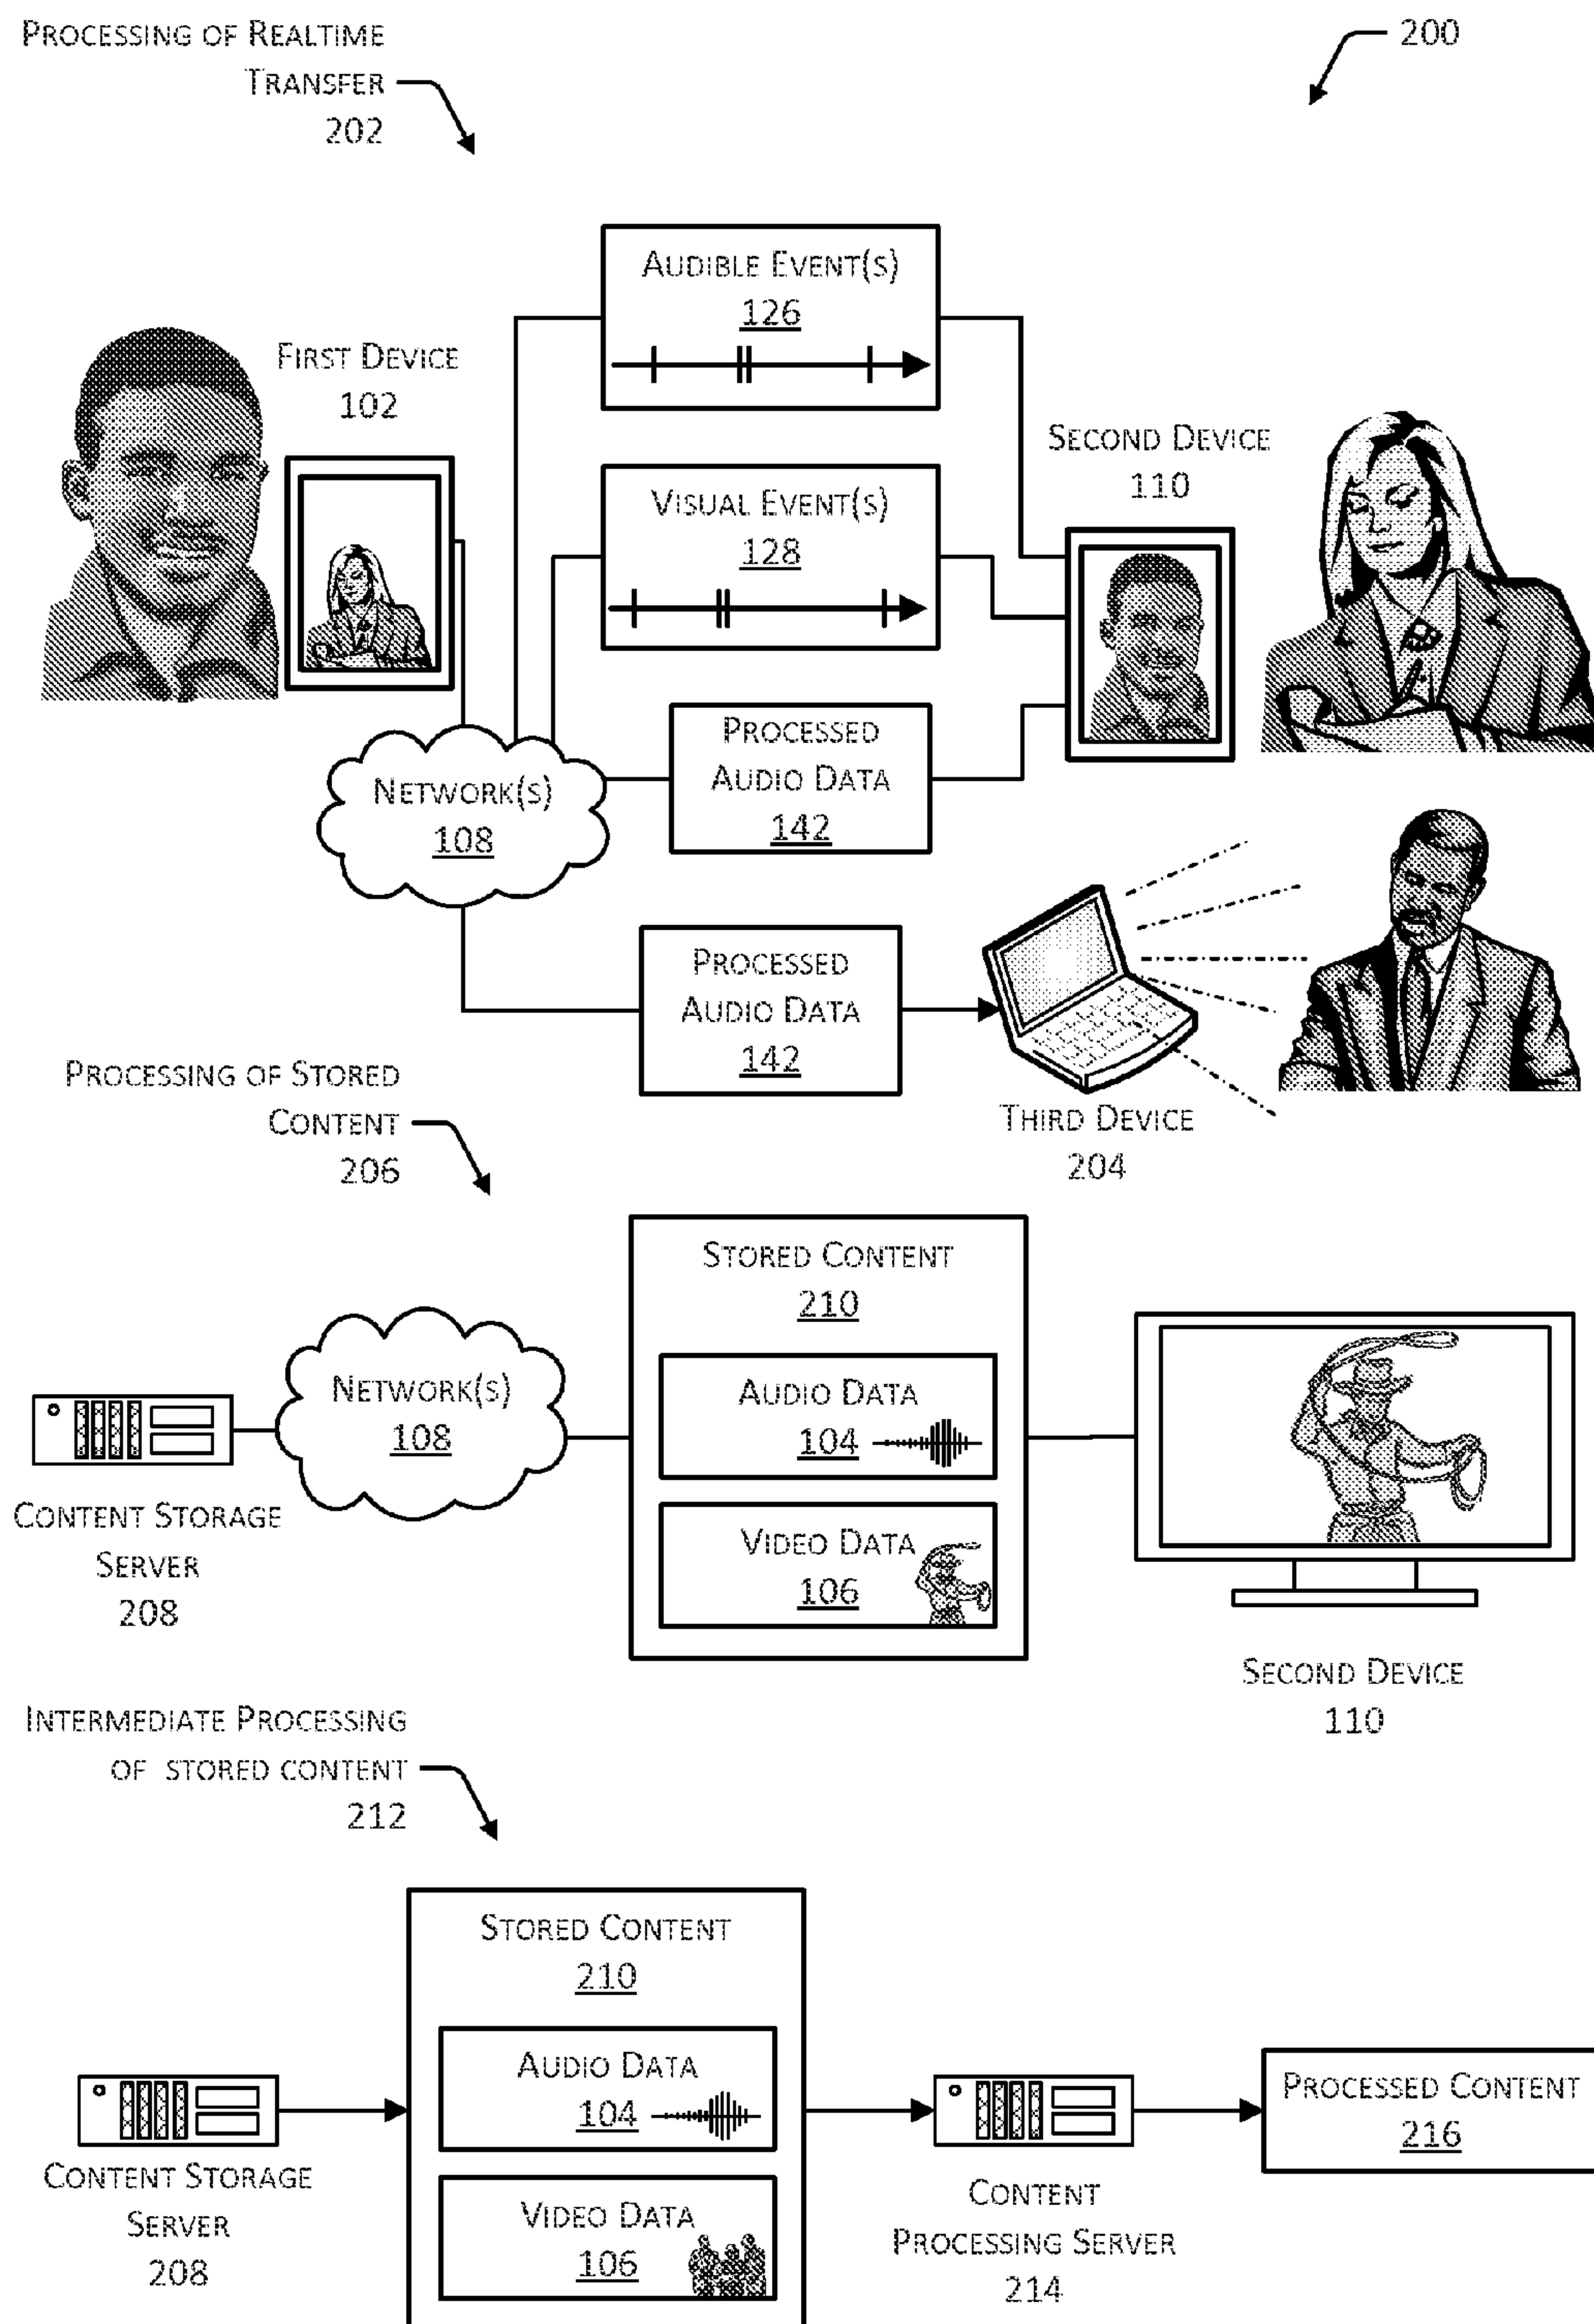 PROCESSING OF REALTIME
TRANSFER
202
200
AUDIBLE EVENT(S)
126
FIRST DEVICE
102
SECOND DEVICE
110
VISUAL EVENT(S)
128
PROCESSED
AUDIO DATA
142
NETWORK(S)
108
PROCESSED
AUDIO DATA
142
THIRD DEVICE
204
PROCESSING OF STORED
CONTENT
206
STORED CONTENT
210
NETWORK(S)
108
AUDIO DATA
104
CONTENT STORAGE
SERVER
208
VIDEO DATA
106
SECOND DEVICE
110
INTERMEDIATE PROCESSING
OF STORED CONTENT
212
STORED CONTENT
210
AUDIO DATA
104
CONTENT STORAGE
SERVER
208
VIDEO DATA
106
CONTENT
PROCESSING SERVER
214
PROCESSED CONTENT
216